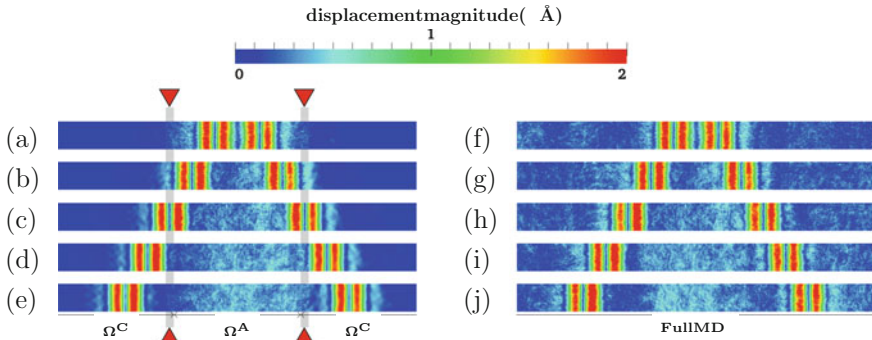 displacementmagnitude( Å)
1
0 2
(a) (f)
(b) (g)
(c) (h)
(d) (i)
(e) (j)
Ω^C Ω^A Ω^C FullMD